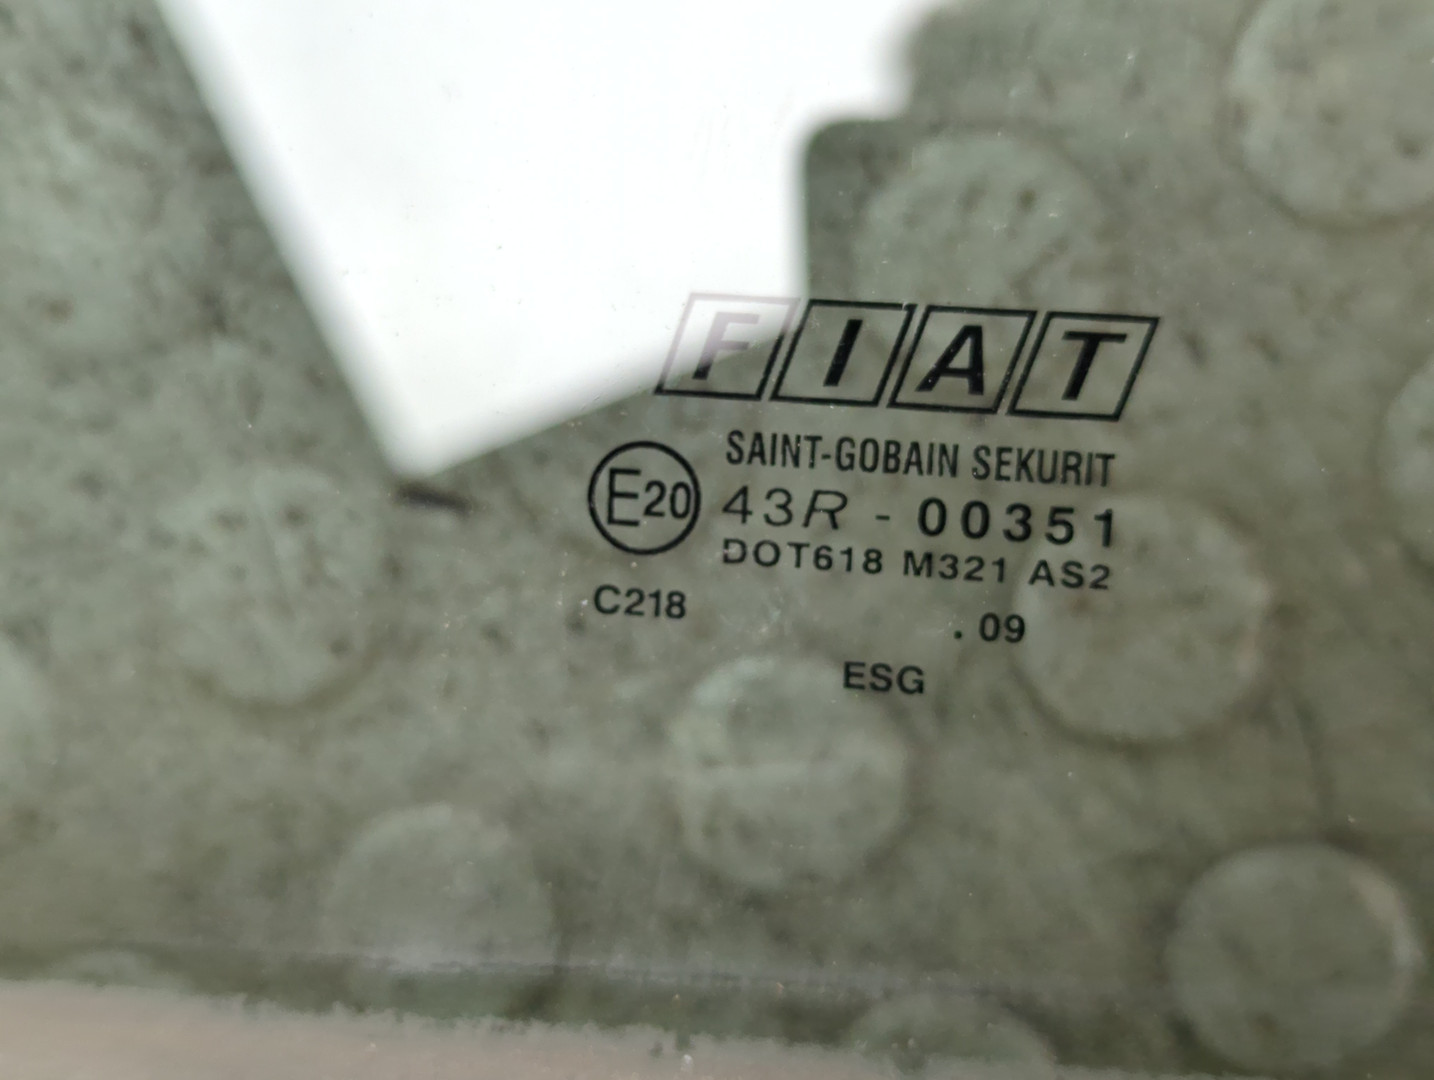 FIAT
SAINT-GOBAIN SEKURIT
E20 43R - 00351
DOT618 M321 AS2
C218 . 09
ESG